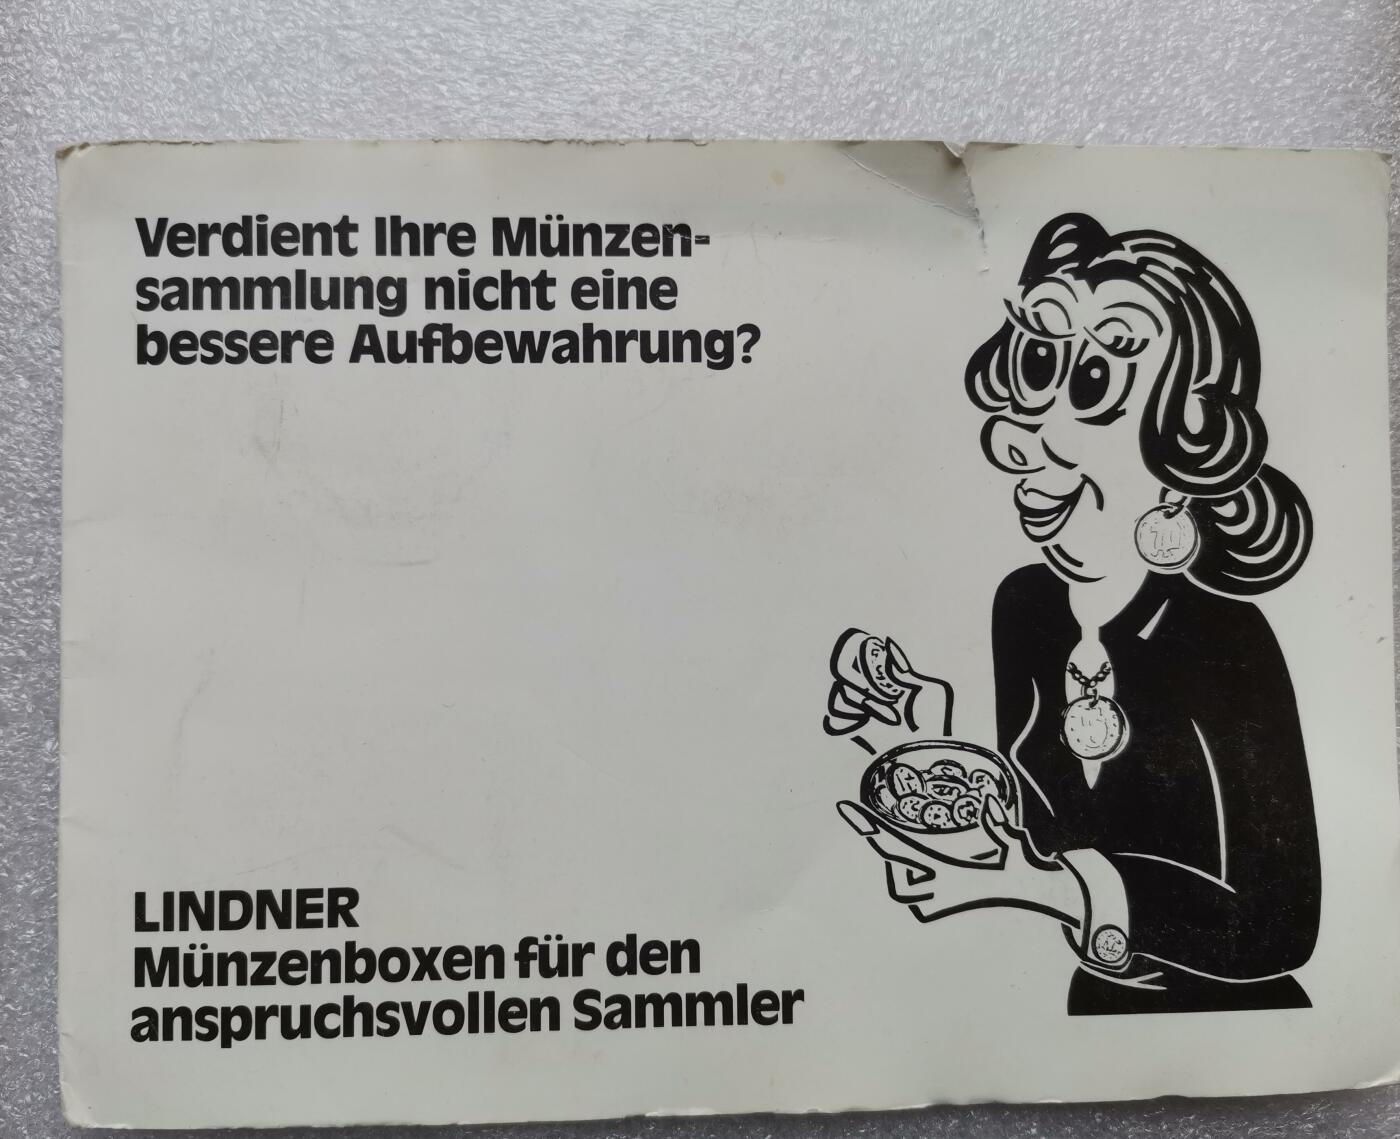 Verdient Ihre Münzen-
sammlung nicht eine
bessere Aufbewahrung?
LINDNER
Münzenboxen für den
anspruchsvollen Sammler